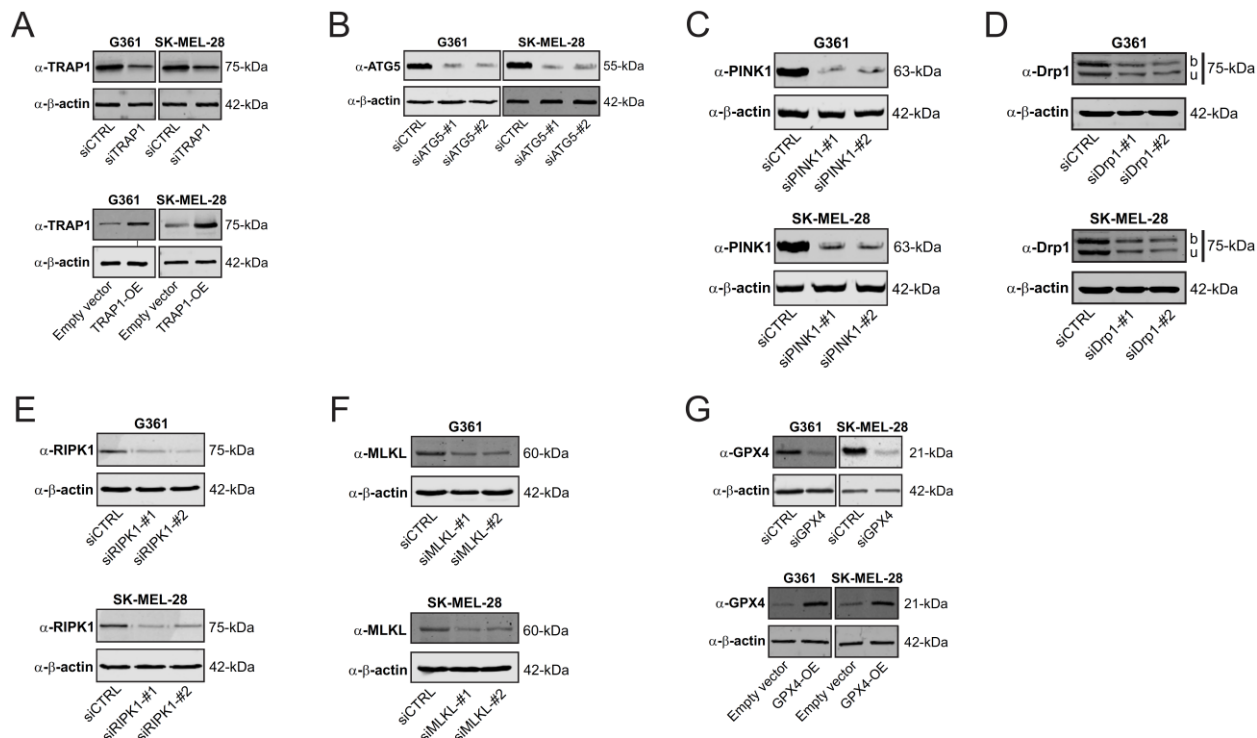 A
G361 SK-MEL-28
α-TRAP1 75-kDa
α-β-actin 42-kDa
siCTRL siTRAP1 siCTRL siTRAP1
G361 SK-MEL-28
α-TRAP1 75-kDa
α-β-actin 42-kDa
Empty vector TRAP1-OE Empty vector TRAP1-OE
B
G361 SK-MEL-28
α-ATG5 55-kDa
α-β-actin 42-kDa
siCTRL siATG5-#1 siATG5-#2 siCTRL siATG5-#1 siATG5-#2
C
G361
α-PINK1 63-kDa
α-β-actin 42-kDa
siCTRL siPINK1-#1 siPINK1-#2
SK-MEL-28
α-PINK1 63-kDa
α-β-actin 42-kDa
siCTRL siPINK1-#1 siPINK1-#2
D
G361
α-Drp1 b u 75-kDa
α-β-actin 42-kDa
siCTRL siDrp1-#1 siDrp1-#2
SK-MEL-28
α-Drp1 b u 75-kDa
α-β-actin 42-kDa
siCTRL siDrp1-#1 siDrp1-#2
E
G361
α-RIPK1 75-kDa
α-β-actin 42-kDa
siCTRL siRIPK1-#1 siRIPK1-#2
SK-MEL-28
α-RIPK1 75-kDa
α-β-actin 42-kDa
siCTRL siRIPK1-#1 siRIPK1-#2
F
G361
α-MLKL 60-kDa
α-β-actin 42-kDa
siCTRL siMLKL-#1 siMLKL-#2
SK-MEL-28
α-MLKL 60-kDa
α-β-actin 42-kDa
siCTRL siMLKL-#1 siMLKL-#2
G
G361 SK-MEL-28
α-GPX4 21-kDa
α-β-actin 42-kDa
siCTRL siGPX4 siCTRL siGPX4
G361 SK-MEL-28
α-GPX4 21-kDa
α-β-actin 42-kDa
Empty vector GPX4-OE Empty vector GPX4-OE